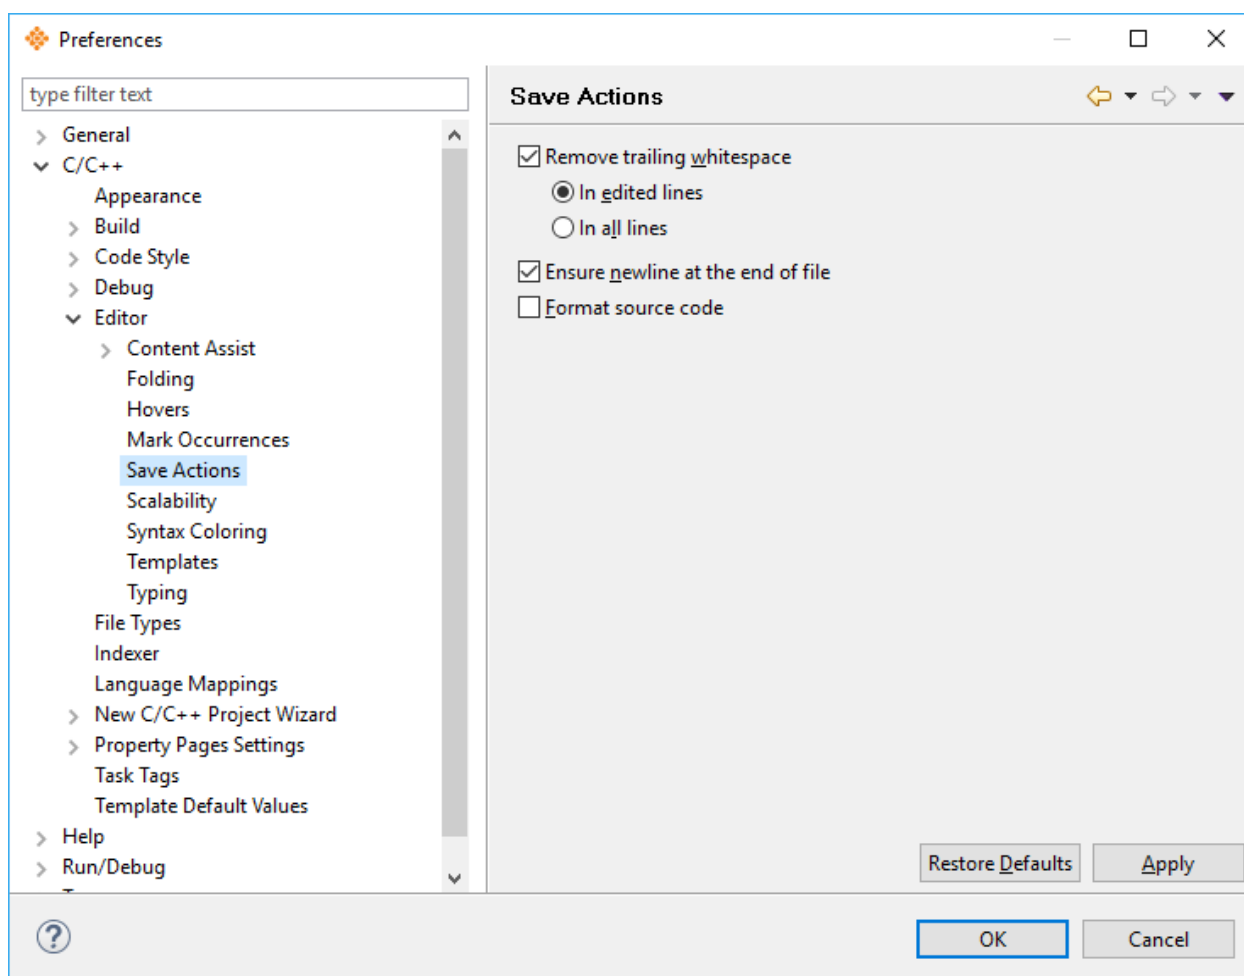 Preferences
type filter text
General
C/C++
Appearance
Build
Code Style
Debug
Editor
Content Assist
Folding
Hovers
Mark Occurrences
Save Actions
Scalability
Syntax Coloring
Templates
Typing
File Types
Indexer
Language Mappings
New C/C++ Project Wizard
Property Pages Settings
Task Tags
Template Default Values
Help
Run/Debug
Save Actions
Remove trailing whitespace
In edited lines
In all lines
Ensure newline at the end of file
Format source code
Restore Defaults
Apply
?
OK
Cancel